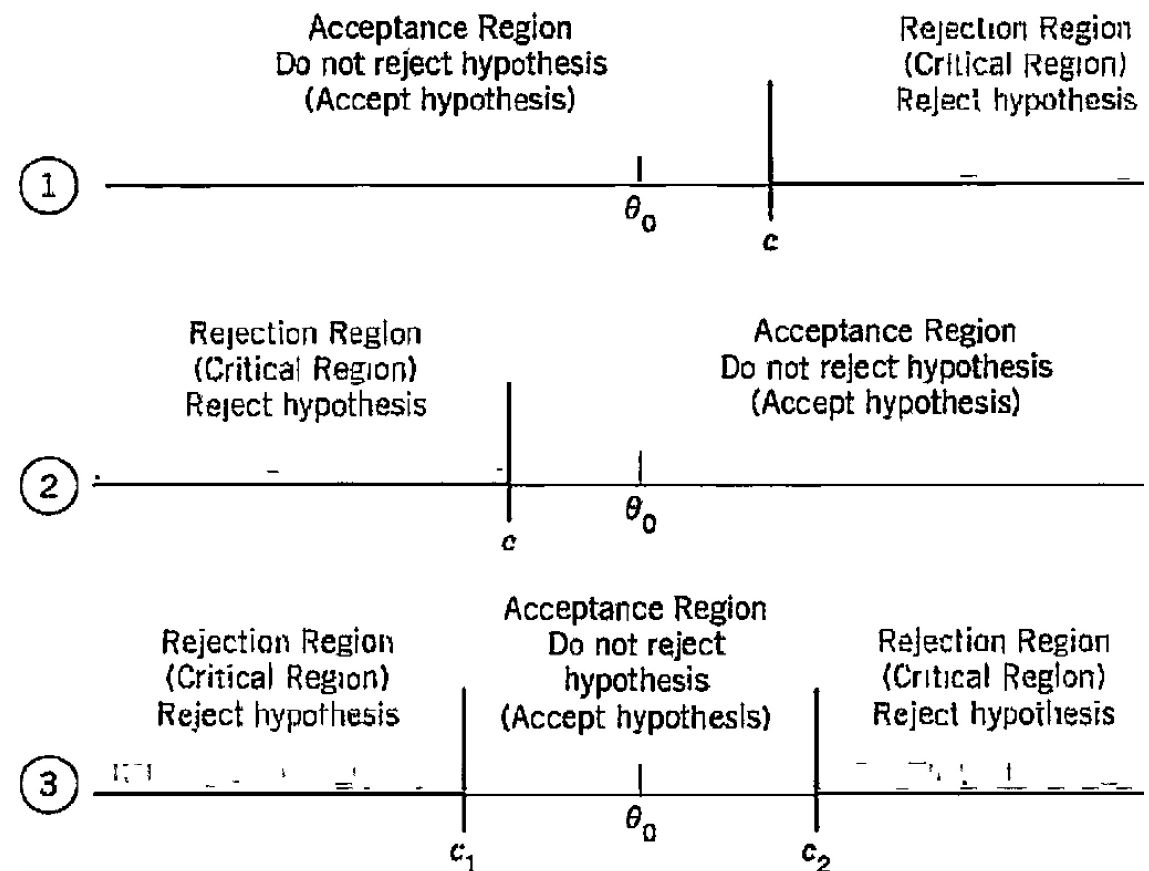 Acceptance Region
Do not reject hypothesis
(Accept hypothesis)
Rejection Region
(Critical Region)
Reject hypothesis
1
θ₀
c
Rejection Region
(Critical Region)
Reject hypothesis
Acceptance Region
Do not reject hypothesis
(Accept hypothesis)
2
c
θ₀
Rejection Region
(Critical Region)
Reject hypothesis
Acceptance Region
Do not reject
hypothesis
(Accept hypothesis)
Rejection Region
(Critical Region)
Reject hypothesis
3
c₁
θ₀
c₂